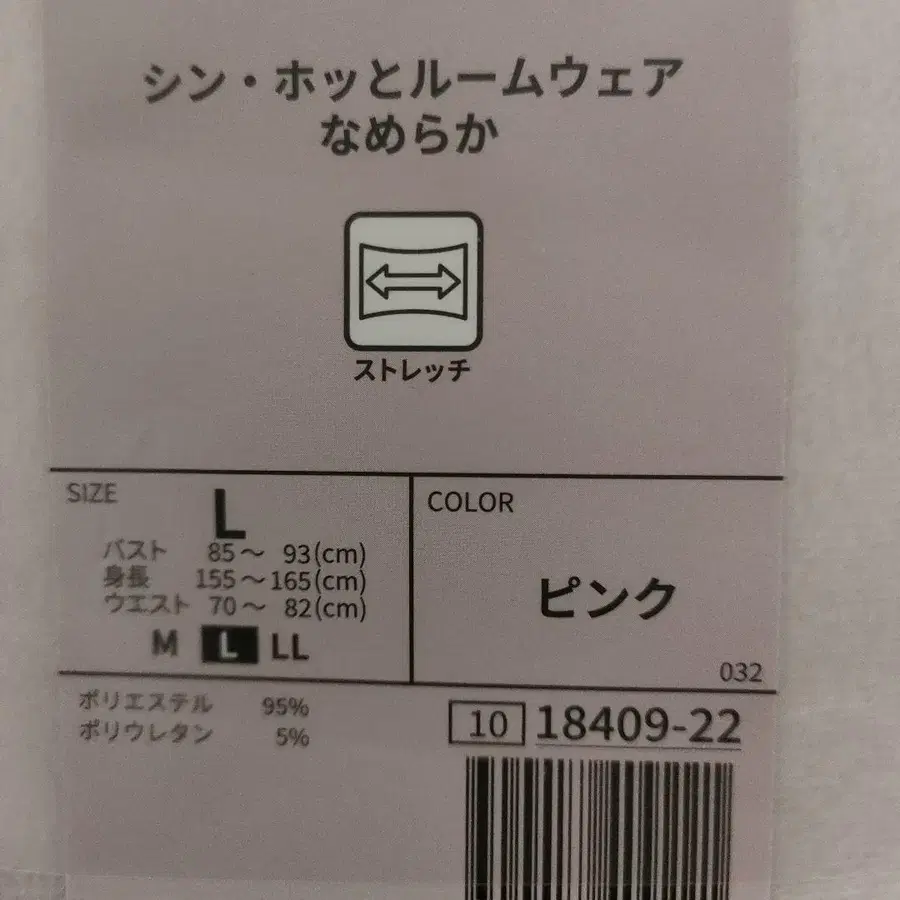 シン・ホッとルームウェア
なめらか
ストレッチ
SIZE
L
バスト 85～ 93(cm)
身長 155～165(cm)
ウエスト 70～ 82(cm)
M L LL
COLOR
ピンク
032
ポリエステル 95%
ポリウレタン 5%
10 18409-22